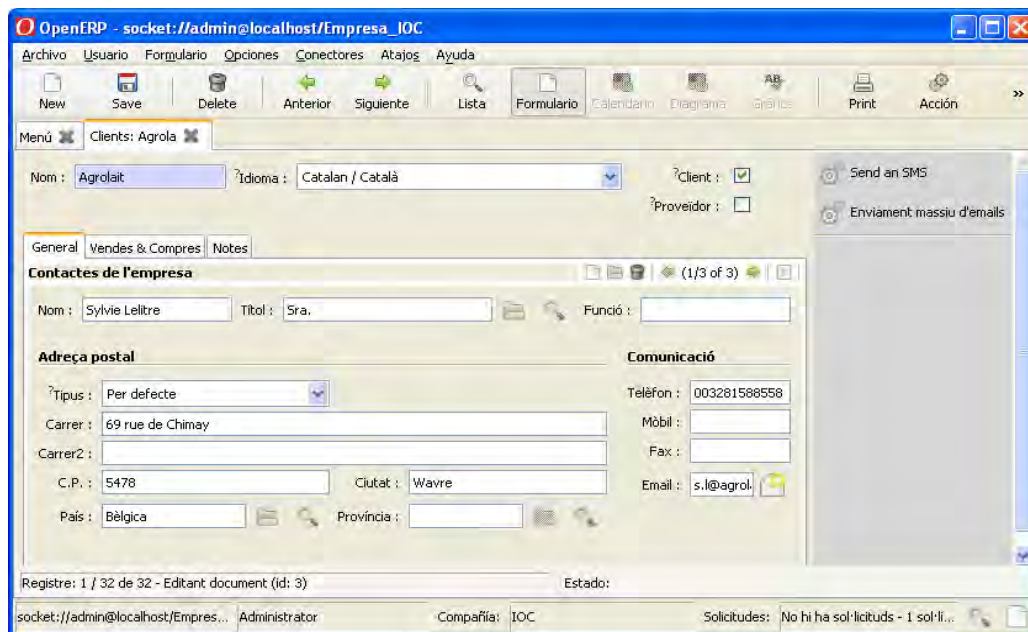 OpenERP - socket://admin@localhost/Empresa_IOC
Archivo Usuario Formulario Opciones Conectores Atajos Ayuda
New Save Delete Anterior Siguiente Lista Formulario Calendario Diagrama Gráfico Print Acción »
Menú Clients: Agrola
Nom : Agrolait ?Idioma : Catalan / Català ?Client : Send an SMS
?Proveïdor : Enviament massiu d'emails
General Vendes & Compres Notes
Contactes de l'empresa (1/3 of 3)
Nom : Sylvie Lelitre Títol : Sra. Funció :
Adreça postal Comunicació
?Tipus : Per defecte Telèfon : 003281588558
Carrer : 69 rue de Chimay Mòbil :
Carrer2 : Fax :
C.P. : 5478 Ciutat : Wavre Email : s.l@agrol.
País : Bèlgica Província :
Registre: 1 / 32 de 32 - Editant document (id: 3) Estado:
socket://admin@localhost/Empres... Administrator Compañía: IOC Solicitudes: No hi ha sol·licituds - 1 sol·li...